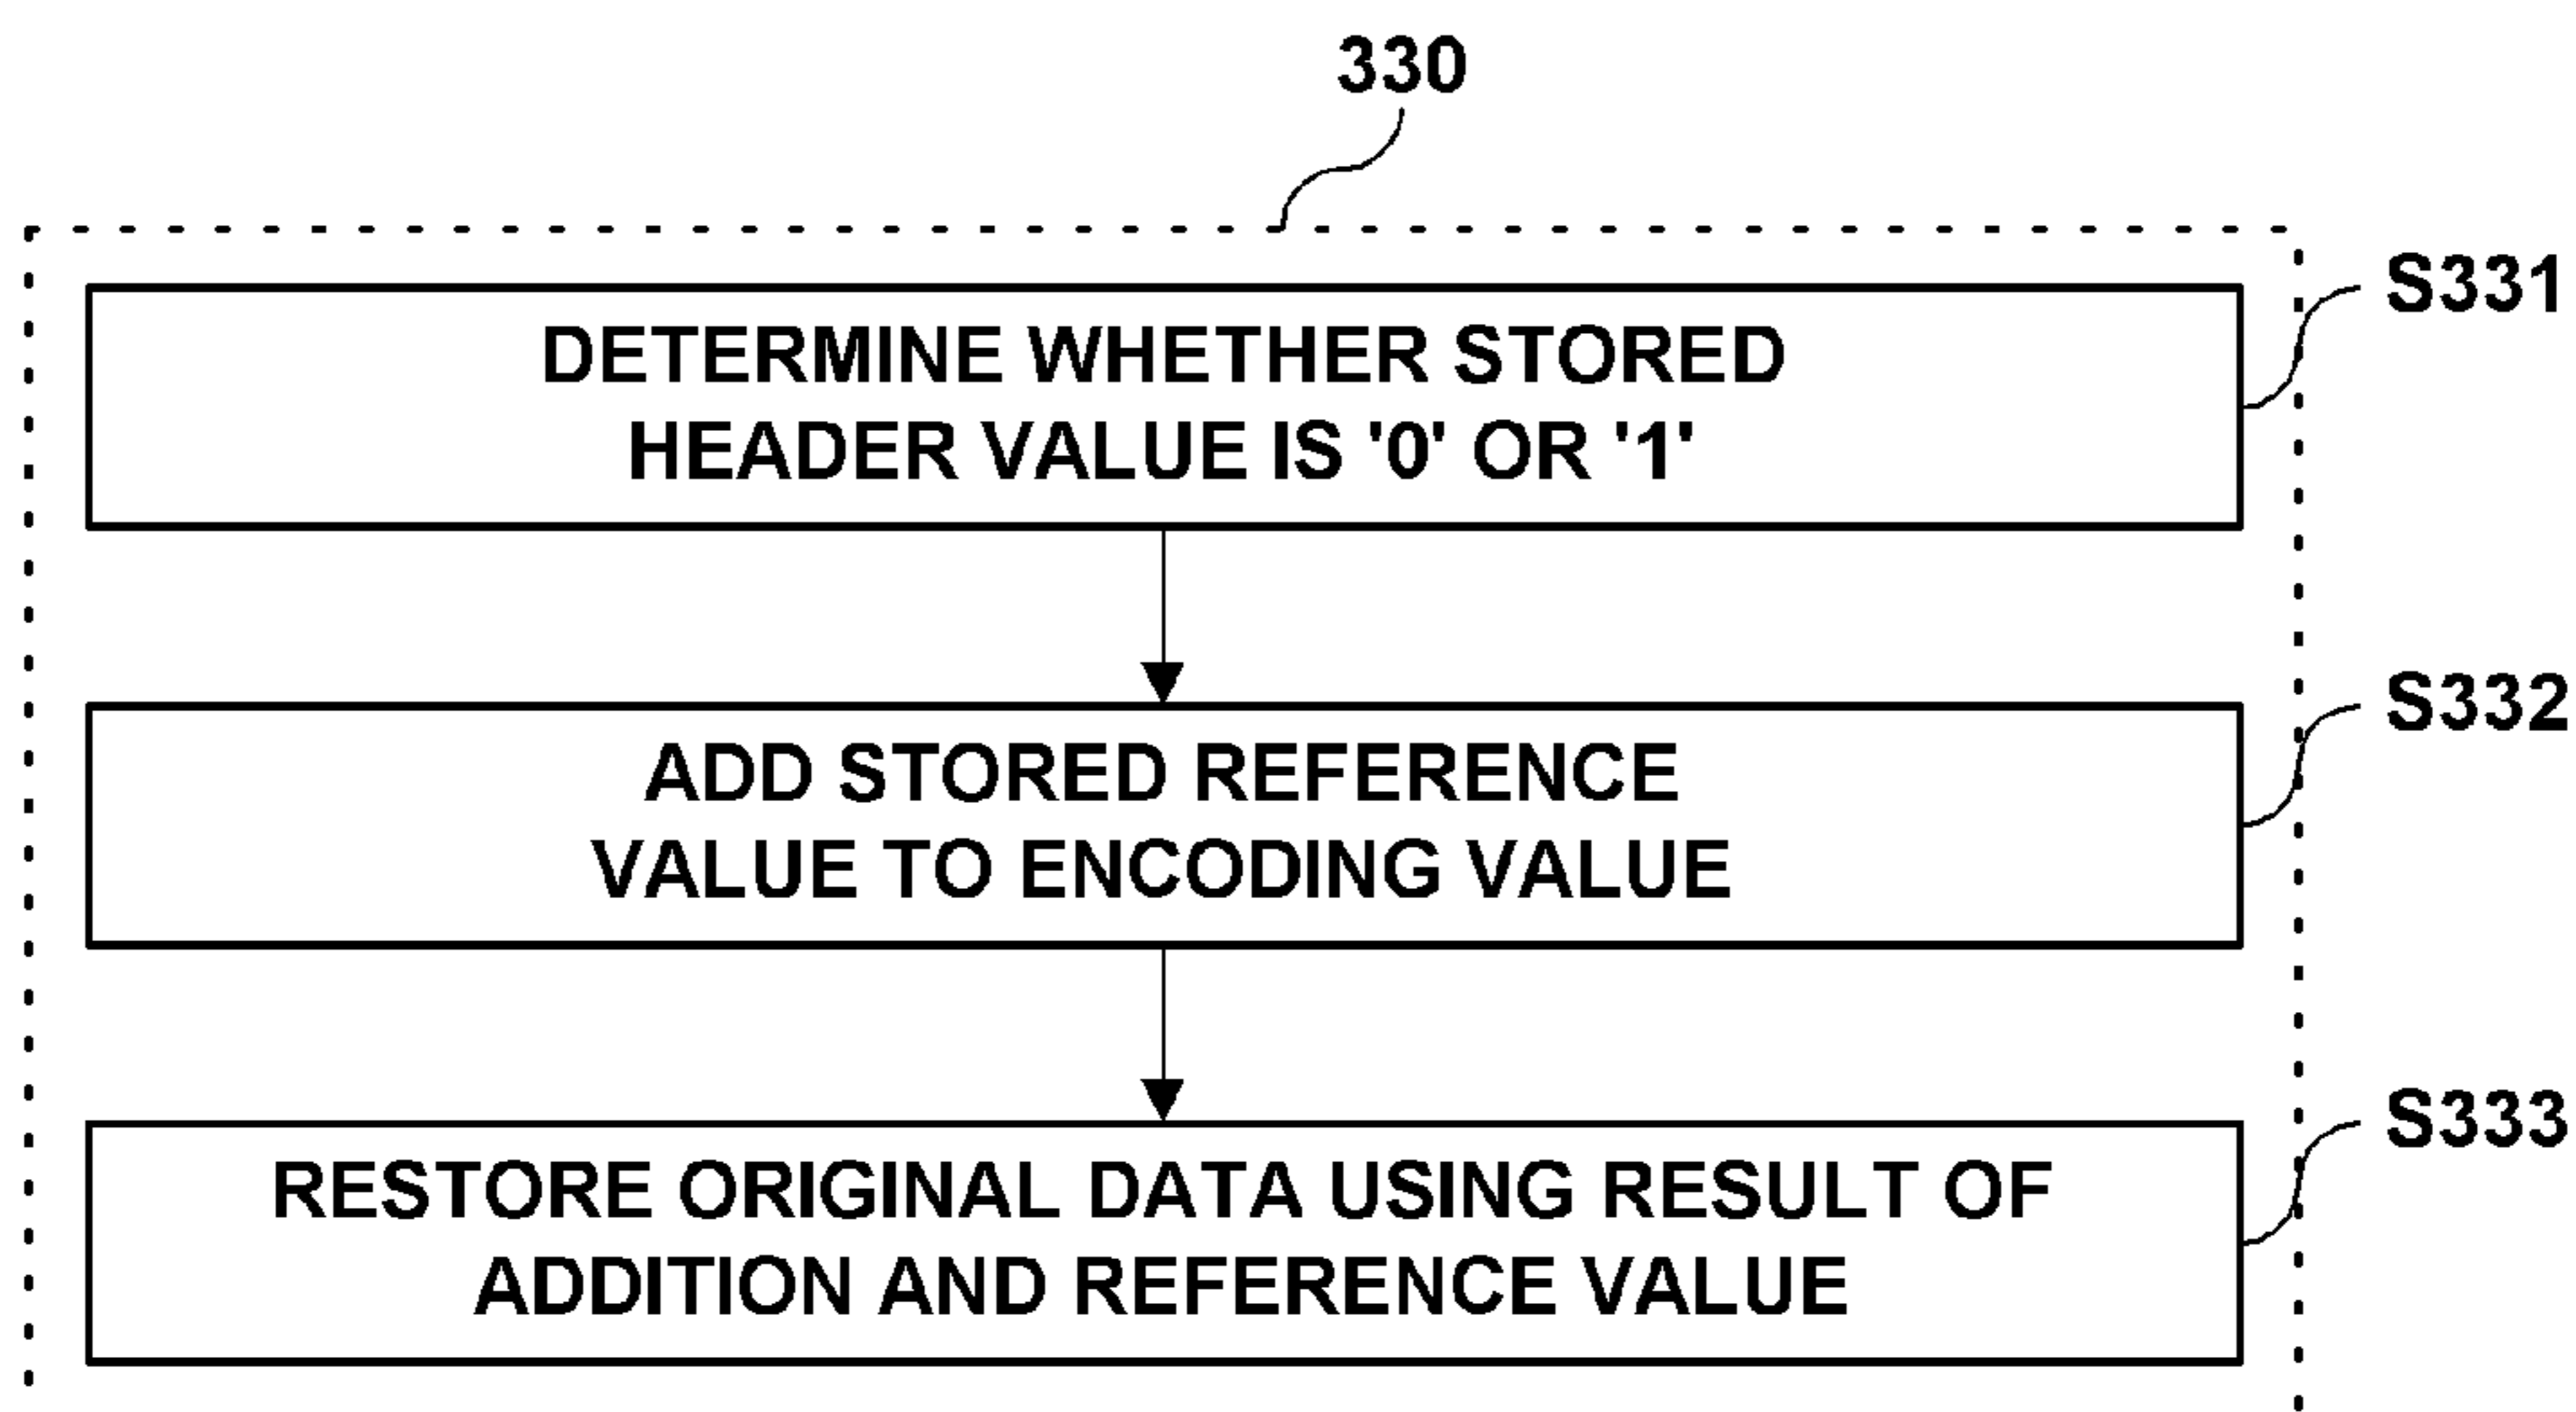 330
S331
DETERMINE WHETHER STORED
HEADER VALUE IS '0' OR '1'
S332
ADD STORED REFERENCE
VALUE TO ENCODING VALUE
S333
RESTORE ORIGINAL DATA USING RESULT OF
ADDITION AND REFERENCE VALUE